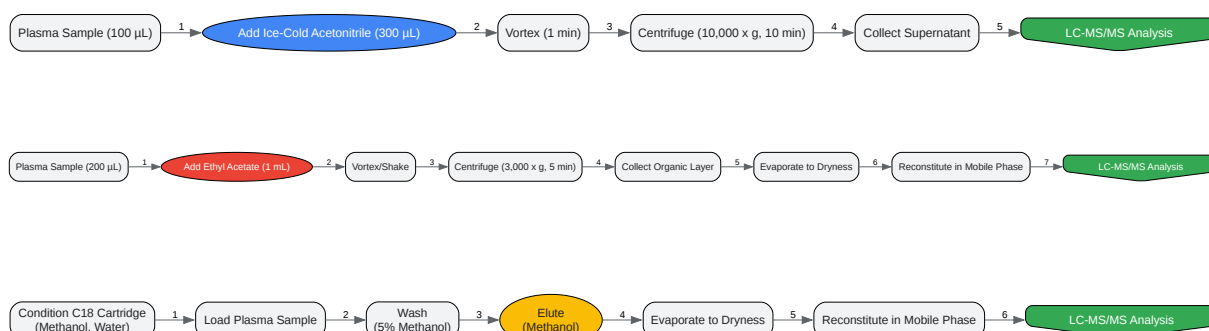 1 2 3 4 5
Plasma Sample (100 µL) Add Ice-Cold Acetonitrile (300 µL) Vortex (1 min) Centrifuge (10,000 x g, 10 min) Collect Supernatant LC-MS/MS Analysis
1 2 3 4 5 6 7
Plasma Sample (200 µL) Add Ethyl Acetate (1 mL) Vortex/Shake Centrifuge (3,000 x g, 5 min) Collect Organic Layer Evaporate to Dryness Reconstitute in Mobile Phase LC-MS/MS Analysis
Condition C18 Cartridge 1 2 Wash 3 Elute 4 5 6
Load Plasma Sample Evaporate to Dryness Reconstitute in Mobile Phase LC-MS/MS Analysis
(Methanol, Water) (5% Methanol) (Methanol)